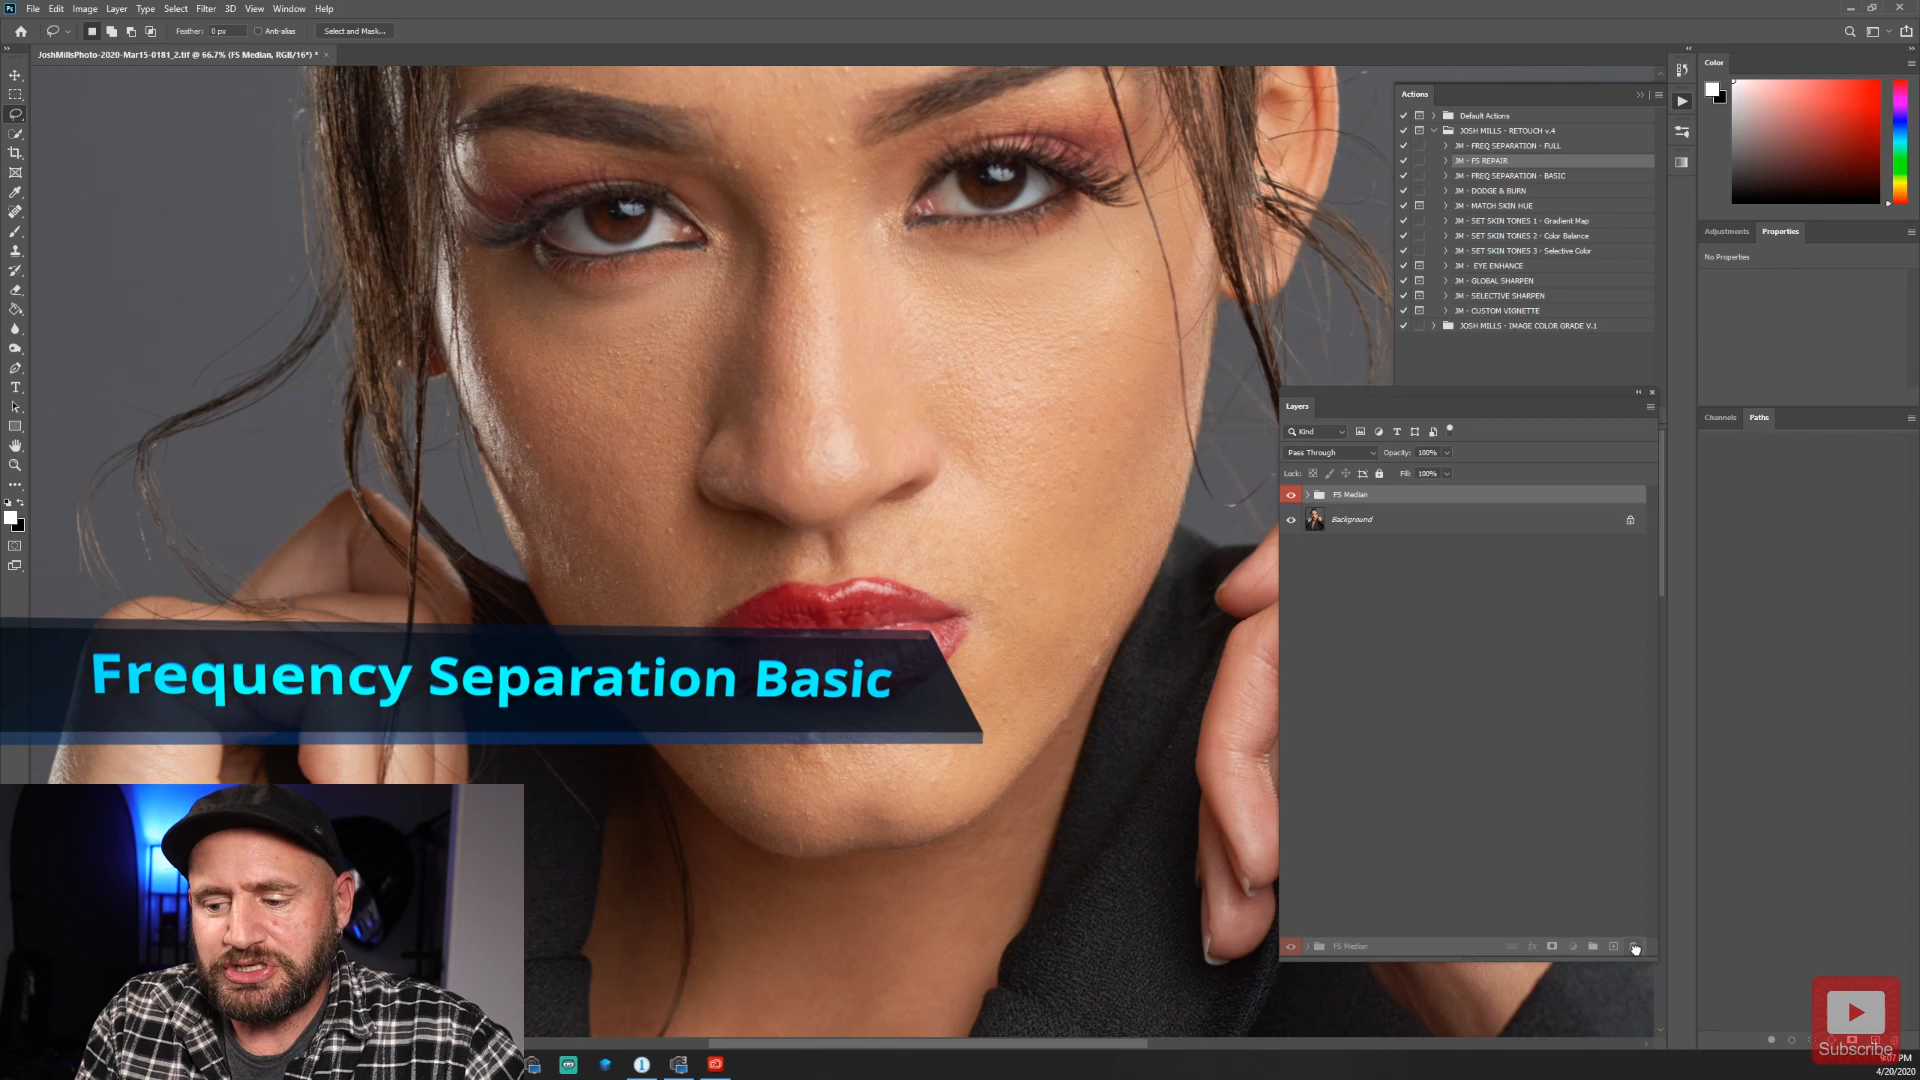 Ps File Edit Image Layer Type Select Filter 3D View Window Help
Feather: 0 px Anti-alias Select and Mask...
JoshMillsPhoto-2020-Mar15-0181_2.tif @ 66.7% (FS Median, RGB/16*) * ×
Color
Actions
Default Actions
JOSH MILLS - RETOUCH v.4
JM - FREQ SEPARATION - FULL
JM - FS REPAIR
JM - FREQ SEPARATION - BASIC
JM - DODGE & BURN
JM - MATCH SKIN HUE
JM - SET SKIN TONES 1 - Gradient Map
JM - SET SKIN TONES 2 - Color Balance
JM - SET SKIN TONES 3 - Selective Color
JM - EYE ENHANCE
JM - GLOBAL SHARPEN
JM - SELECTIVE SHARPEN
JM - CUSTOM VIGNETTE
JOSH MILLS - IMAGE COLOR GRADE V.1
Adjustments Properties
No Properties
Channels Paths
Layers
Kind
Pass Through Opacity: 100%
Lock: Fill: 100%
FS Median
Background
FS Median
Frequency Separation Basic
Subscribe
9:07 PM
4/20/2020